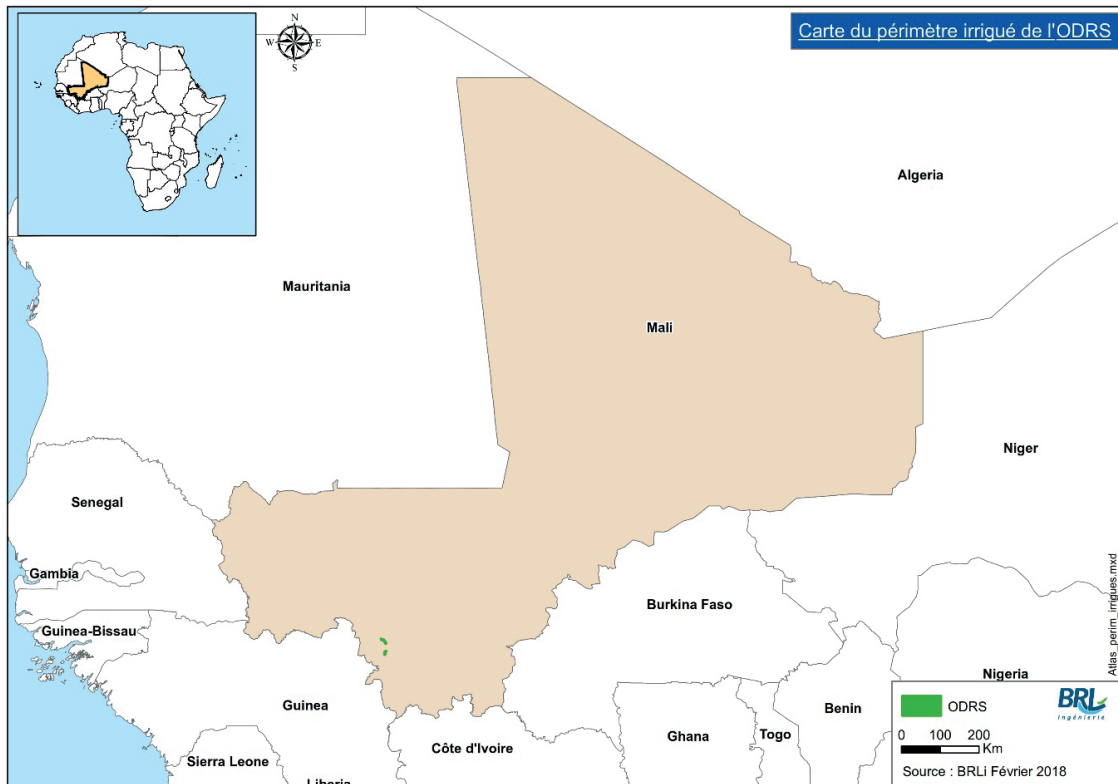 Carte du périmètre irrigué de l'ODRS
N
W E
S
Algeria
Mauritania
Mali
Niger
Senegal
Gambia
Guinea-Bissau
Burkina Faso
Nigeria
Guinea
Benin
Côte d'Ivoire
Ghana
Togo
Sierra Leone
Liberia
Atlas_perim_irrigues.mxd
ODRS
BRL
Ingénierie
0 100 200
Km
Source : BRLi Février 2018